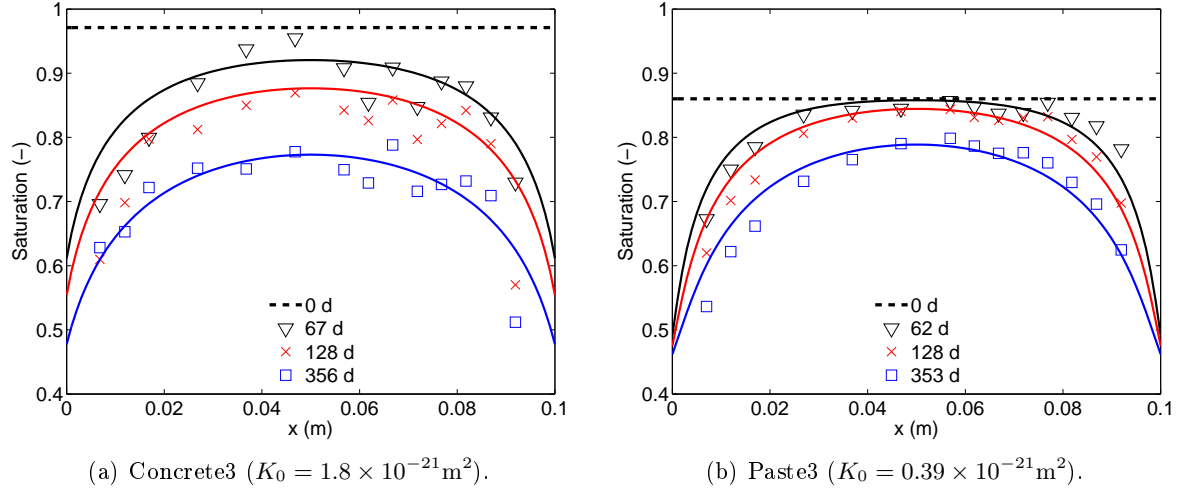 1
0.9
0.8
0.7
0.6
0.5
0.4
Saturation (−)
0 d
67 d
128 d
356 d
0 0.02 0.04 0.06 0.08 0.1
x (m)
(a) Concrete3 (K₀ = 1.8 × 10⁻²¹m²).
1
0.9
0.8
0.7
0.6
0.5
0.4
Saturation (−)
0 d
62 d
128 d
353 d
0 0.02 0.04 0.06 0.08 0.1
x (m)
(b) Paste3 (K₀ = 0.39 × 10⁻²¹m²).